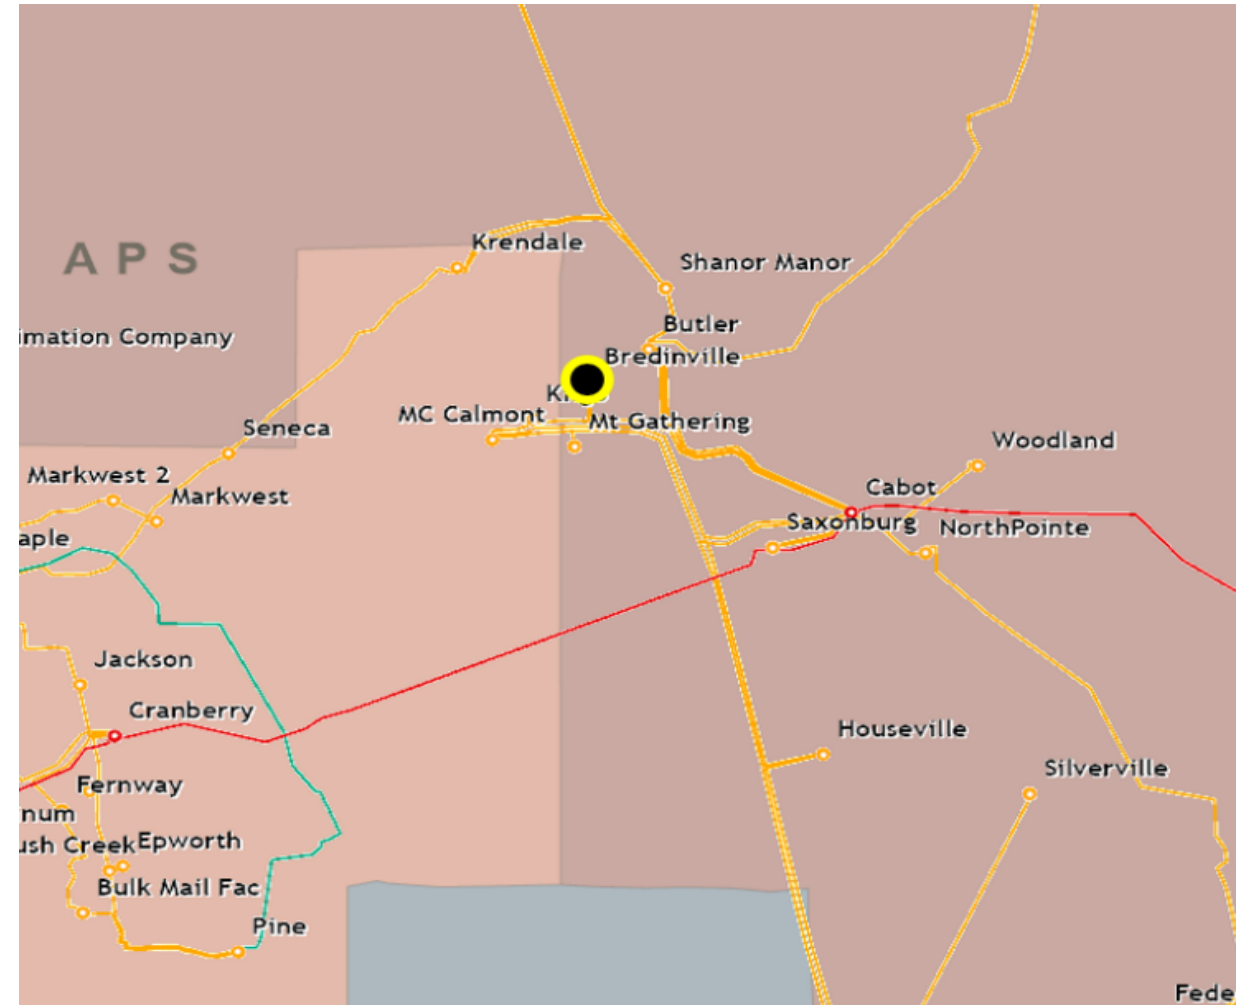 Krendale
APS
Shanor Manor
imation Company
Butler
Bredinville
MC Calmont
Mt Gathering
Seneca
Woodland
Markwest 2
Markwest
Cabot
Saxonburg
NorthPointe
aple
Jackson
Cranberry
Houseville
Silverville
Fernway
num
ush Creek
Epworth
Bulk Mail Fac
Pine
Fede